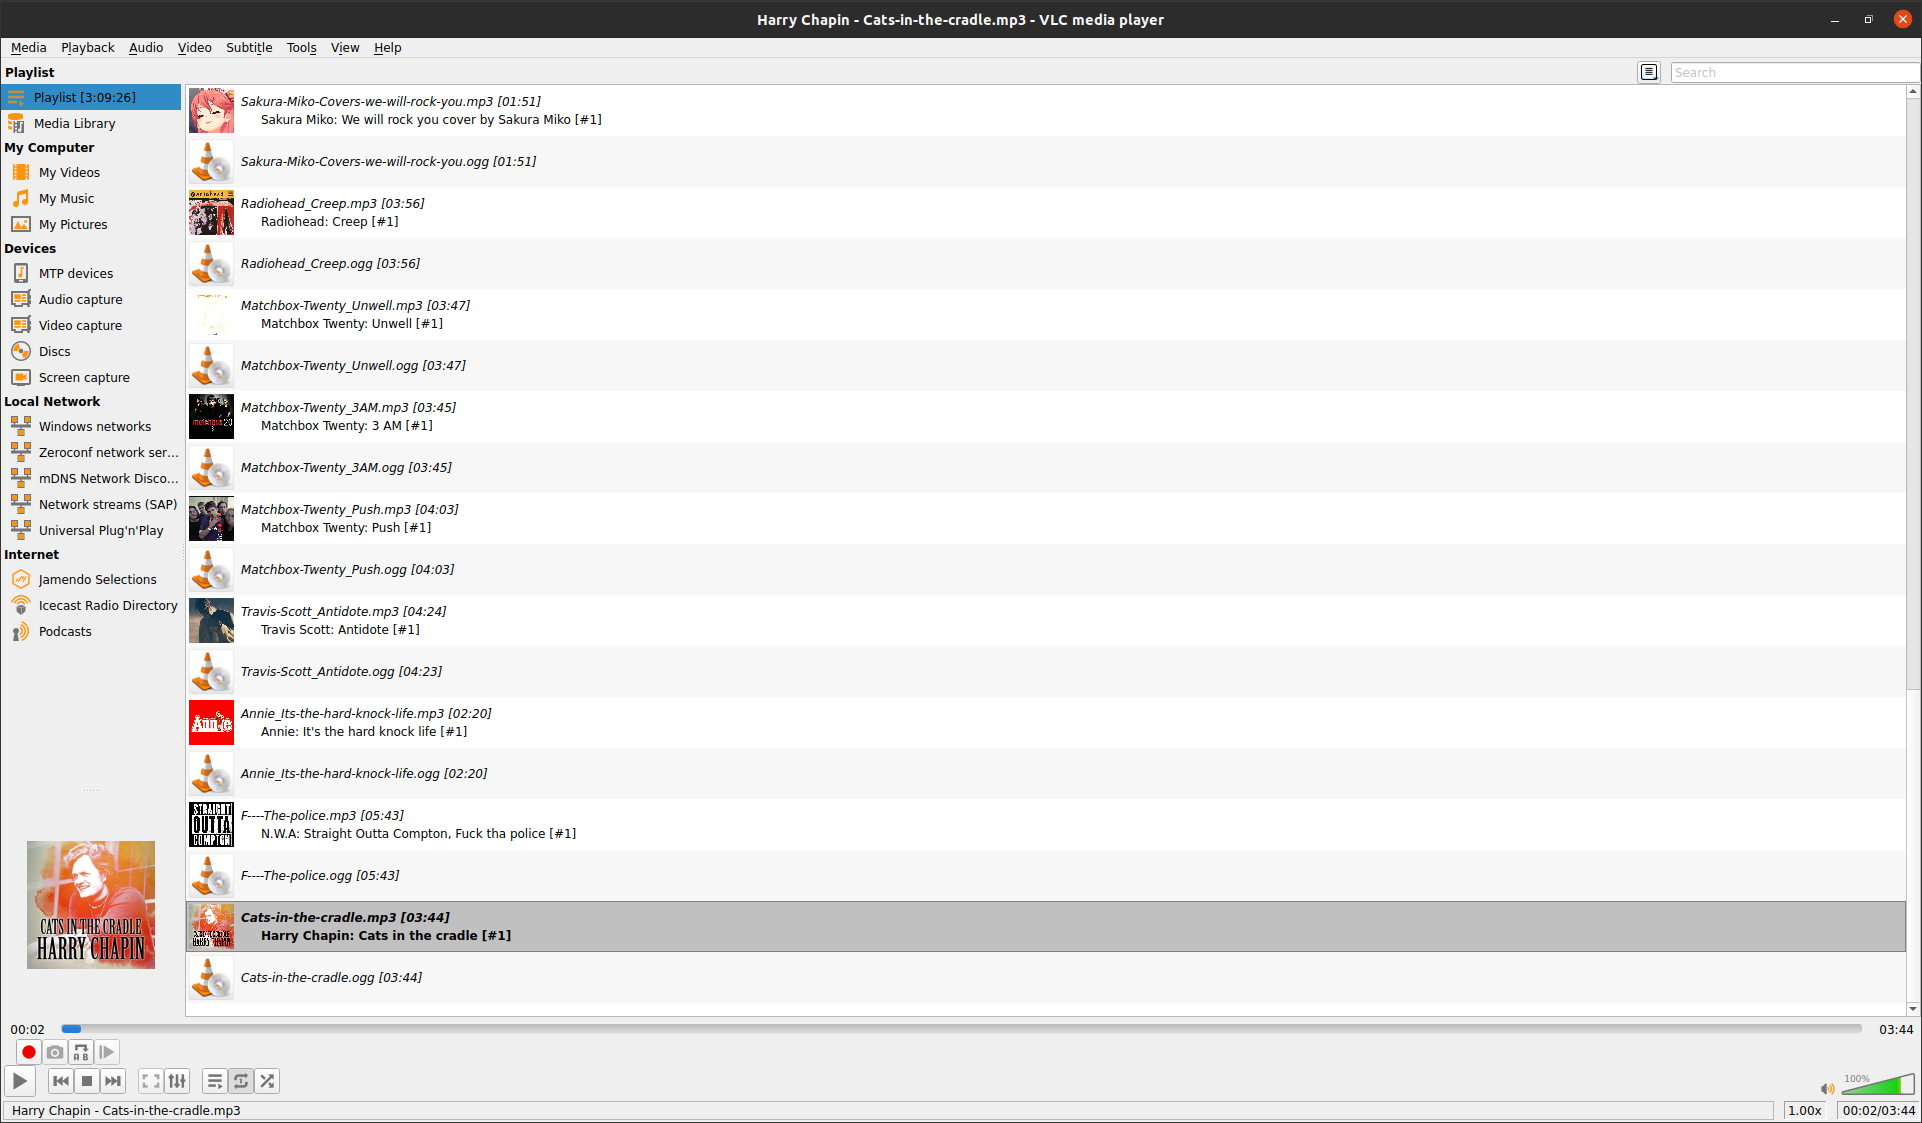 Harry Chapin - Cats-in-the-cradle.mp3 - VLC media player
Media Playback Audio Video Subtitle Tools View Help
Playlist
Search
Playlist [3:09:26]
Media Library
My Computer
My Videos
My Music
My Pictures
Devices
MTP devices
Audio capture
Video capture
Discs
Screen capture
Local Network
Windows networks
Zeroconf network ser...
mDNS Network Disco...
Network streams (SAP)
Universal Plug'n'Play
Internet
Jamendo Selections
Icecast Radio Directory
Podcasts
CATS IN THE CRADLE
HARRY CHAPIN
Sakura-Miko-Covers-we-will-rock-you.mp3 [01:51]
Sakura Miko: We will rock you cover by Sakura Miko [#1]
Sakura-Miko-Covers-we-will-rock-you.ogg [01:51]
Radiohead_Creep.mp3 [03:56]
Radiohead: Creep [#1]
Radiohead_Creep.ogg [03:56]
Matchbox-Twenty_Unwell.mp3 [03:47]
Matchbox Twenty: Unwell [#1]
Matchbox-Twenty_Unwell.ogg [03:47]
Matchbox-Twenty_3AM.mp3 [03:45]
Matchbox Twenty: 3 AM [#1]
Matchbox-Twenty_3AM.ogg [03:45]
Matchbox-Twenty_Push.mp3 [04:03]
Matchbox Twenty: Push [#1]
Matchbox-Twenty_Push.ogg [04:03]
Travis-Scott_Antidote.mp3 [04:24]
Travis Scott: Antidote [#1]
Travis-Scott_Antidote.ogg [04:23]
Annie
Annie_Its-the-hard-knock-life.mp3 [02:20]
Annie: It's the hard knock life [#1]
Annie_Its-the-hard-knock-life.ogg [02:20]
STRAIGHT
OUTTA
COMPTON
F----The-police.mp3 [05:43]
N.W.A: Straight Outta Compton, Fuck tha police [#1]
F----The-police.ogg [05:43]
Cats-in-the-cradle.mp3 [03:44]
Harry Chapin: Cats in the cradle [#1]
Cats-in-the-cradle.ogg [03:44]
00:02
03:44
A B
100%
Harry Chapin - Cats-in-the-cradle.mp3
1.00x
00:02/03:44